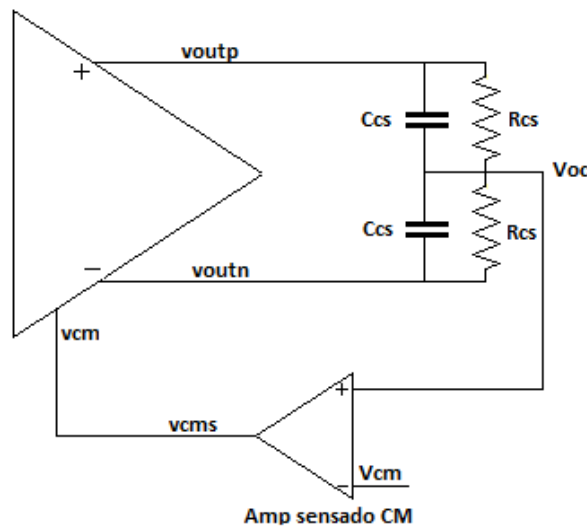 voutp
+
Ccs
Rcs
Voc
Ccs
Rcs
−
voutn
vcm
+
vcms
Vcm
−
Amp sensado CM